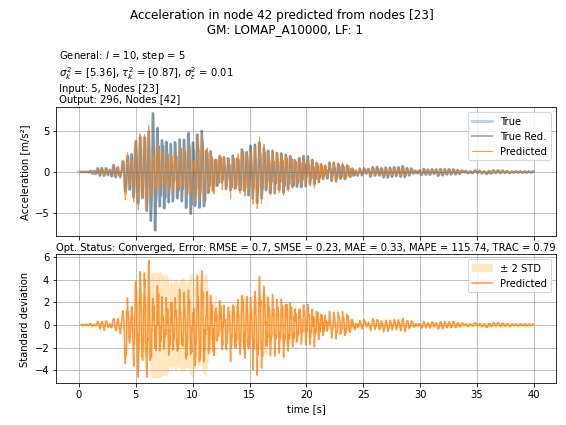 Acceleration in node 42 predicted from nodes [23]
GM: LOMAP_A10000, LF: 1
General: l = 10, step = 5
σ²ₖ = [5.36], τ²ₖ = [0.87], σ²ₜ = 0.01
Input: 5, Nodes [23]
Output: 296, Nodes [42]
5
0
−5
Acceleration [m/s²]
True
True Red.
Predicted
Opt. Status: Converged, Error: RMSE = 0.7, SMSE = 0.23, MAE = 0.33, MAPE = 115.74, TRAC = 0.79
6
4
2
0
−2
−4
Standard deviation
± 2 STD
Predicted
0 5 10 15 20 25 30 35 40
time [s]